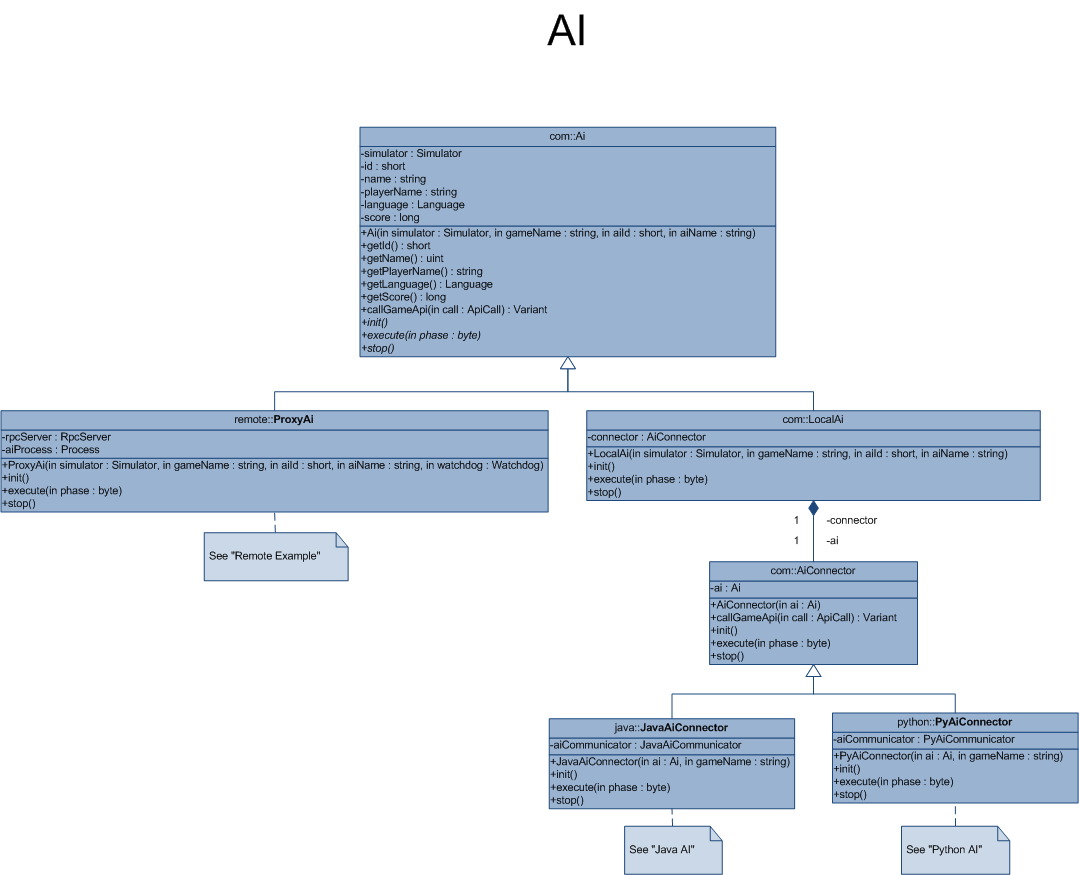 AI
com::Ai
-simulator : Simulator
-id : short
-name : string
-playerName : string
-language : Language
-score : long
+Ai(in simulator : Simulator, in gameName : string, in aiId : short, in aiName : string)
+getId() : short
+getName() : uint
+getPlayerName() : string
+getLanguage() : Language
+getScore() : long
+callGameApi(in call : ApiCall) : Variant
+init()
+execute(in phase : byte)
+stop()
remote::ProxyAi
-rpcServer : RpcServer
-aiProcess : Process
+ProxyAi(in simulator : Simulator, in gameName : string, in aiId : short, in aiName : string, in watchdog : Watchdog)
+init()
+execute(in phase : byte)
+stop()
See "Remote Example"
com::LocalAi
-connector : AiConnector
+LocalAi(in simulator : Simulator, in gameName : string, in aiId : short, in aiName : string)
+init()
+execute(in phase : byte)
+stop()
1 -connector
1 -ai
com::AiConnector
-ai : Ai
+AiConnector(in ai : Ai)
+callGameApi(in call : ApiCall) : Variant
+init()
+execute(in phase : byte)
+stop()
java::JavaAiConnector
-aiCommunicator : JavaAiCommunicator
+JavaAiConnector(in ai : Ai, in gameName : string)
+init()
+execute(in phase : byte)
+stop()
See "Java AI"
python::PyAiConnector
-aiCommunicator : PyAiCommunicator
+PyAiConnector(in ai : Ai, in gameName : string)
+init()
+execute(in phase : byte)
+stop()
See "Python AI"